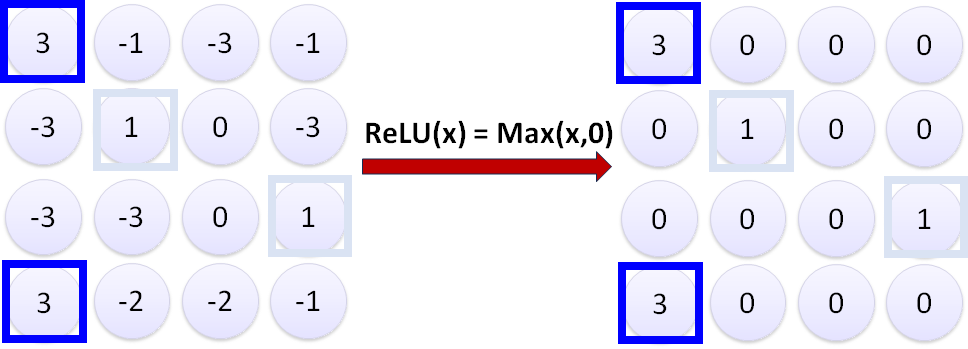 3 -1 -3 -1 3 0 0 0
-3 1 0 -3 ReLU(x) = Max(x,0) 0 1 0 0
-3 -3 0 1 0 0 0 1
3 -2 -2 -1 3 0 0 0